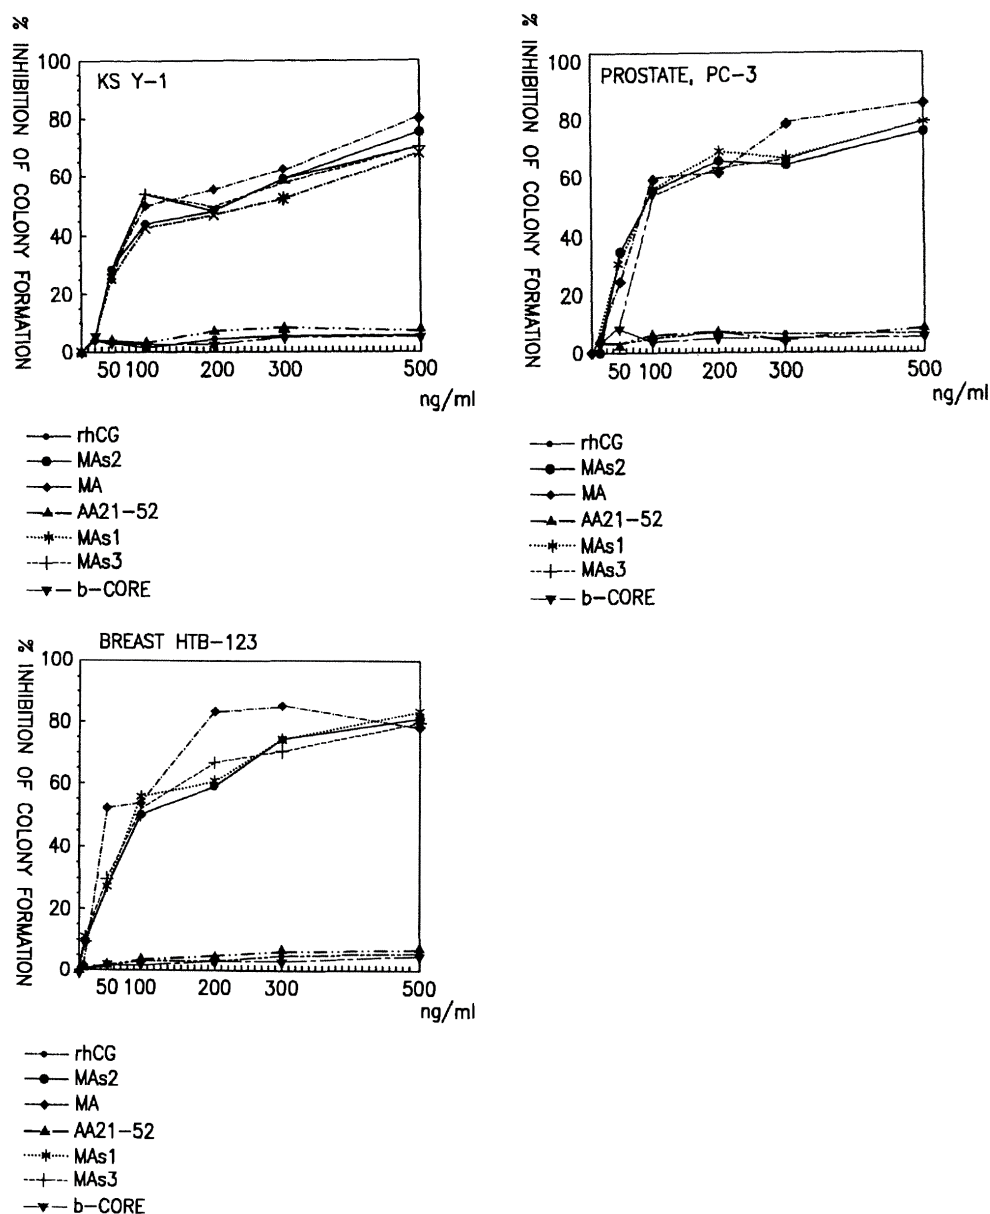 % INHIBITION OF COLONY FORMATION
KS Y-1
100
80
60
40
20
0
50 100 200 300 500
ng/ml
rhCG
MAs2
MA
AA21-52
MAs1
MAs3
b-CORE
% INHIBITION OF COLONY FORMATION
PROSTATE, PC-3
100
80
60
40
20
0
50 100 200 300 500
ng/ml
rhCG
MAs2
MA
AA21-52
MAs1
MAs3
b-CORE
% INHIBITION OF COLONY FORMATION
BREAST HTB-123
100
80
60
40
20
0
50 100 200 300 500
ng/ml
rhCG
MAs2
MA
AA21-52
MAs1
MAs3
b-CORE